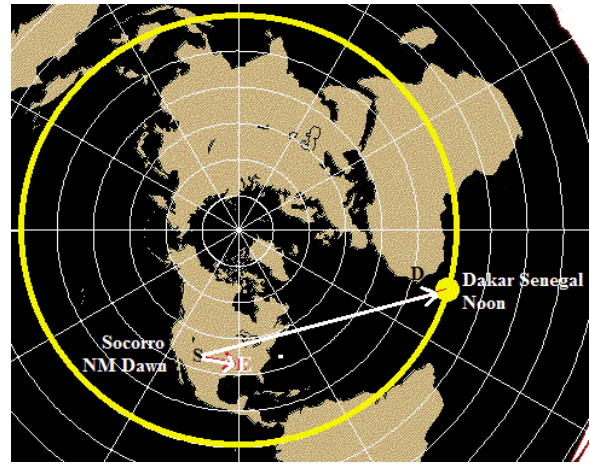 D
Dakar Senegal
Noon
Socorro
NM Dawn
S
E